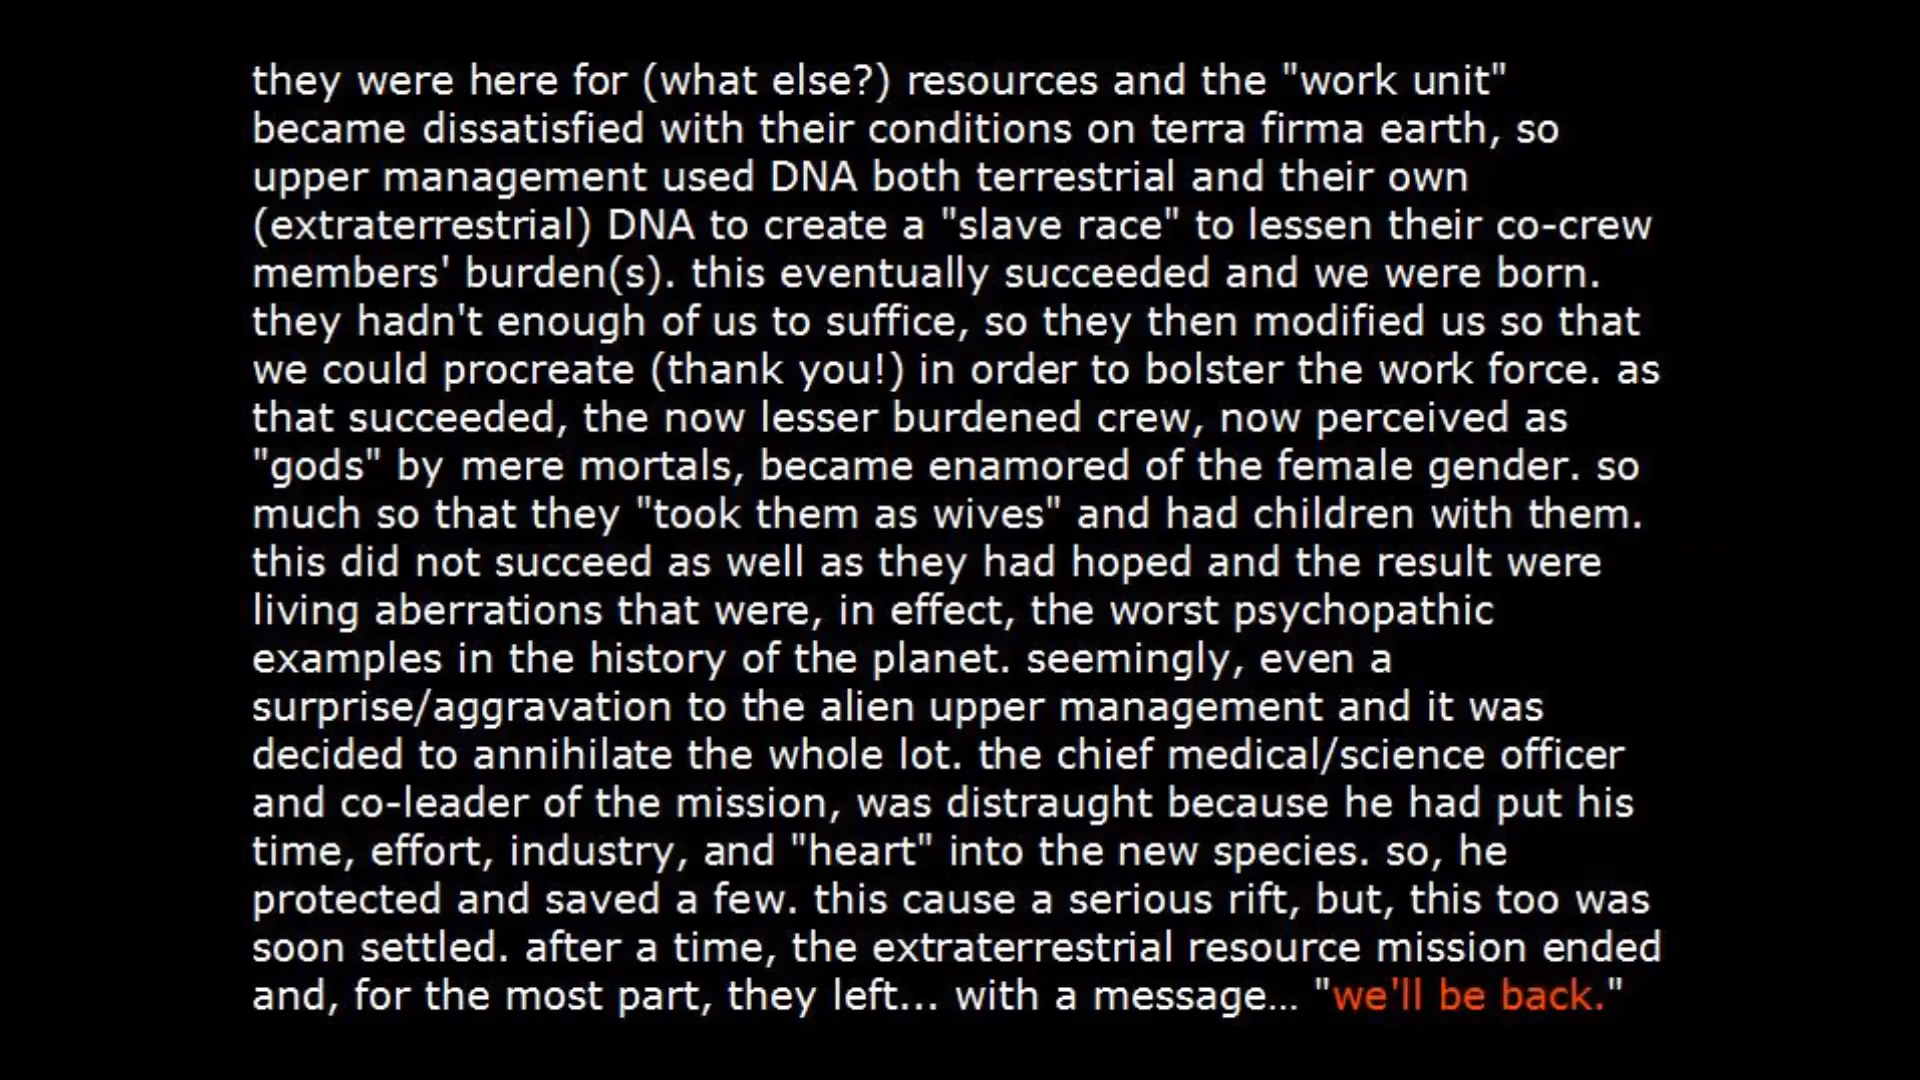 they were here for (what else?) resources and the "work unit"
became dissatisfied with their conditions on terra firma earth, so
upper management used DNA both terrestrial and their own
(extraterrestrial) DNA to create a "slave race" to lessen their co-crew
members' burden(s). this eventually succeeded and we were born.
they hadn't enough of us to suffice, so they then modified us so that
we could procreate (thank you!) in order to bolster the work force. as
that succeeded, the now lesser burdened crew, now perceived as
"gods" by mere mortals, became enamored of the female gender. so
much so that they "took them as wives" and had children with them.
this did not succeed as well as they had hoped and the result were
living aberrations that were, in effect, the worst psychopathic
examples in the history of the planet. seemingly, even a
surprise/aggravation to the alien upper management and it was
decided to annihilate the whole lot. the chief medical/science officer
and co-leader of the mission, was distraught because he had put his
time, effort, industry, and "heart" into the new species. so, he
protected and saved a few. this cause a serious rift, but, this too was
soon settled. after a time, the extraterrestrial resource mission ended
and, for the most part, they left... with a message... "we'll be back."